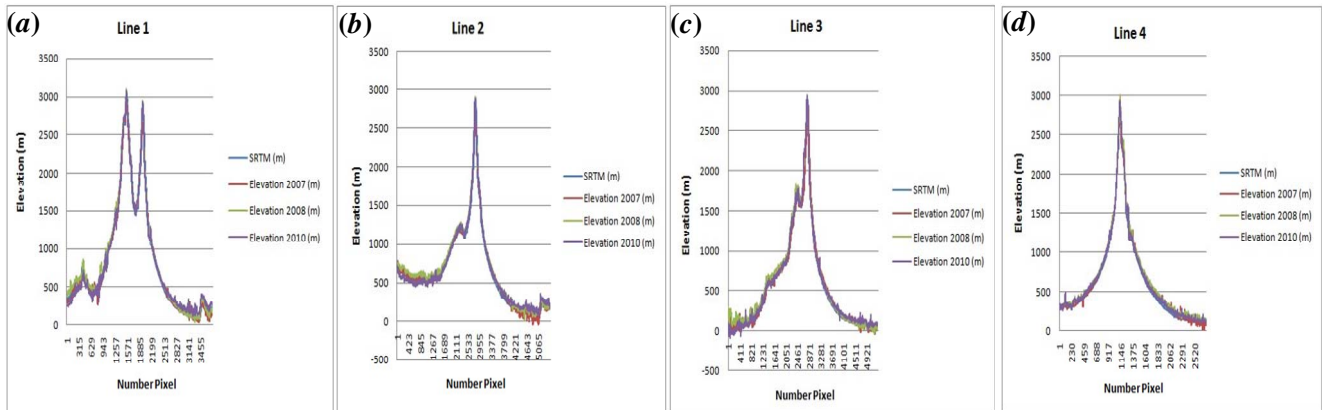 (a)
Line 1
3500
3000
2500
2000
1500
1000
500
0
Elevation (m)
1
315
629
943
1257
1571
1885
2199
2513
2827
3141
3455
Number Pixel
SRTM (m)
Elevation 2007 (m)
Elevation 2008 (m)
Elevation 2010 (m)
(b)
Line 2
3500
3000
2500
2000
1500
1000
500
0
-500
Elevation (m)
1
423
845
1267
1689
2111
2533
2955
3377
3799
4221
4643
5065
Number Pixel
SRTM (m)
Elevation 2007 (m)
Elevation 2008 (m)
Elevation 2010 (m)
(c)
Line 3
3500
3000
2500
2000
1500
1000
500
0
-500
Elevation (m)
1
411
821
1231
1641
2051
2461
2871
3281
3691
4101
4511
4921
Number Pixel
SRTM (m)
Elevation 2007 (m)
Elevation 2008 (m)
Elevation 2010 (m)
(d)
Line 4
3500
3000
2500
2000
1500
1000
500
0
Elevation (m)
1
230
459
688
917
1146
1375
1604
1833
2062
2291
2520
Number Pixel
SRTM (m)
Elevation 2007 (m)
Elevation 2008 (m)
Elevation 2010 (m)